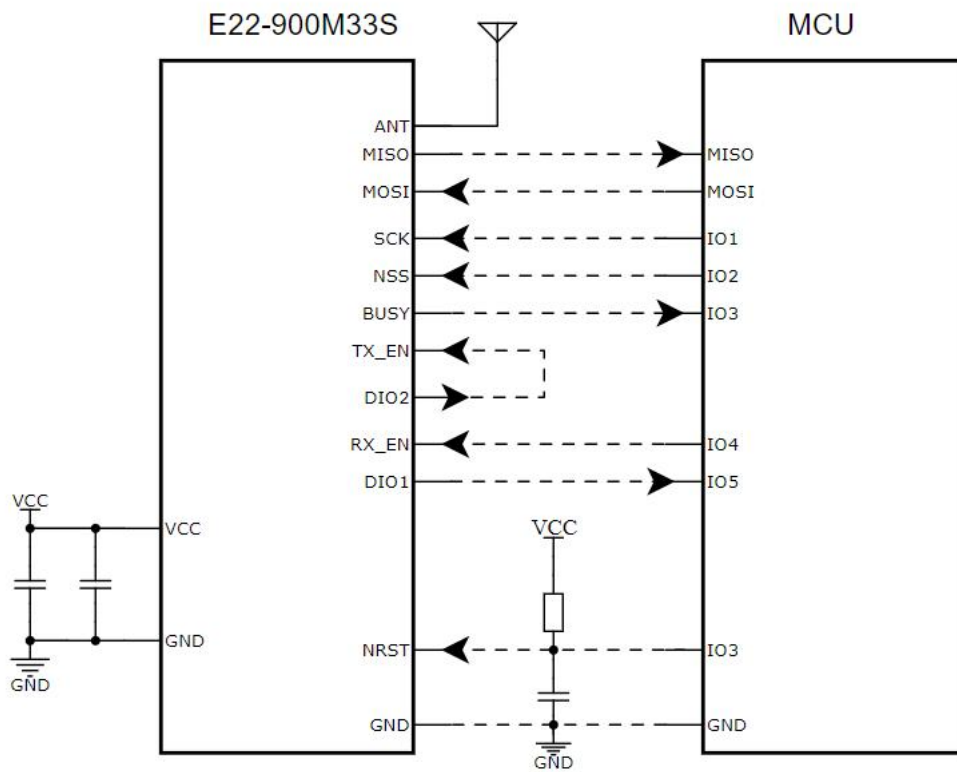 E22-900M33S
MCU
ANT
MISO
MISO
MOSI
MOSI
SCK
IO1
NSS
IO2
BUSY
IO3
TX_EN
DIO2
RX_EN
IO4
DIO1
IO5
VCC
VCC
VCC
GND
GND
NRST
IO3
GND
GND
GND